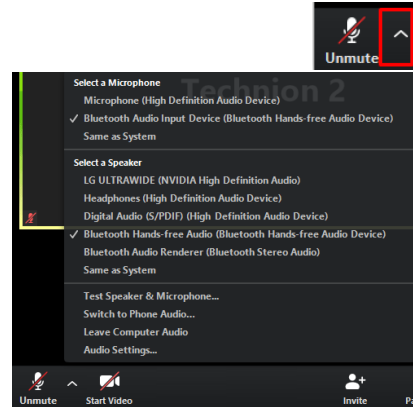 Unmute
Technion 2
Select a Microphone
Microphone (High Definition Audio Device)
✓ Bluetooth Audio Input Device (Bluetooth Hands-free Audio Device)
Same as System
Select a Speaker
LG ULTRAWIDE (NVIDIA High Definition Audio)
Headphones (High Definition Audio Device)
Digital Audio (S/PDIF) (High Definition Audio Device)
✓ Bluetooth Hands-free Audio (Bluetooth Hands-free Audio Device)
Bluetooth Audio Renderer (Bluetooth Stereo Audio)
Same as System
Test Speaker & Microphone...
Switch to Phone Audio...
Leave Computer Audio
Audio Settings...
Unmute Start Video Invite Pa